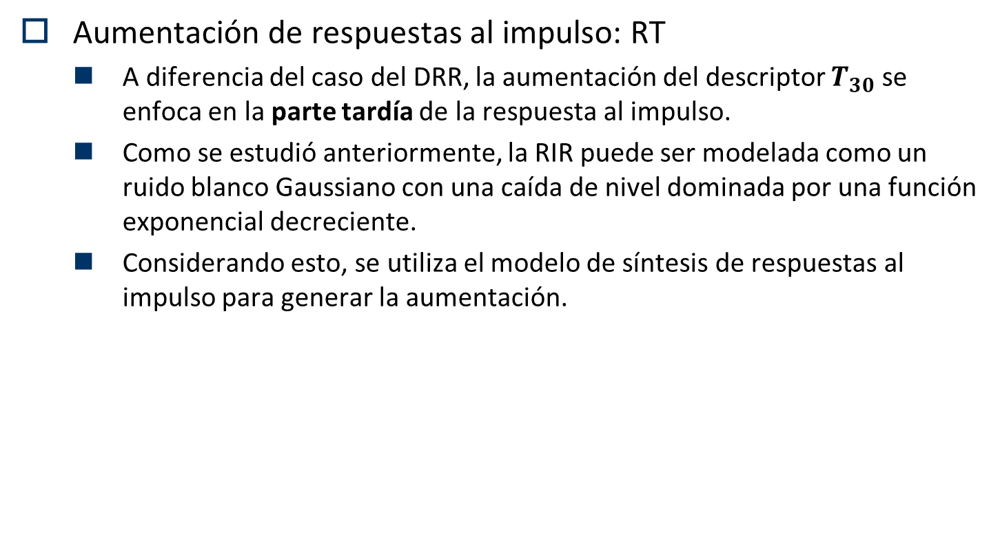 Aumentación de respuestas al impulso: RT
A diferencia del caso del DRR, la aumentación del descriptor T₃₀ se
enfoca en la parte tardía de la respuesta al impulso.
Como se estudió anteriormente, la RIR puede ser modelada como un
ruido blanco Gaussiano con una caída de nivel dominada por una función
exponencial decreciente.
Considerando esto, se utiliza el modelo de síntesis de respuestas al
impulso para generar la aumentación.